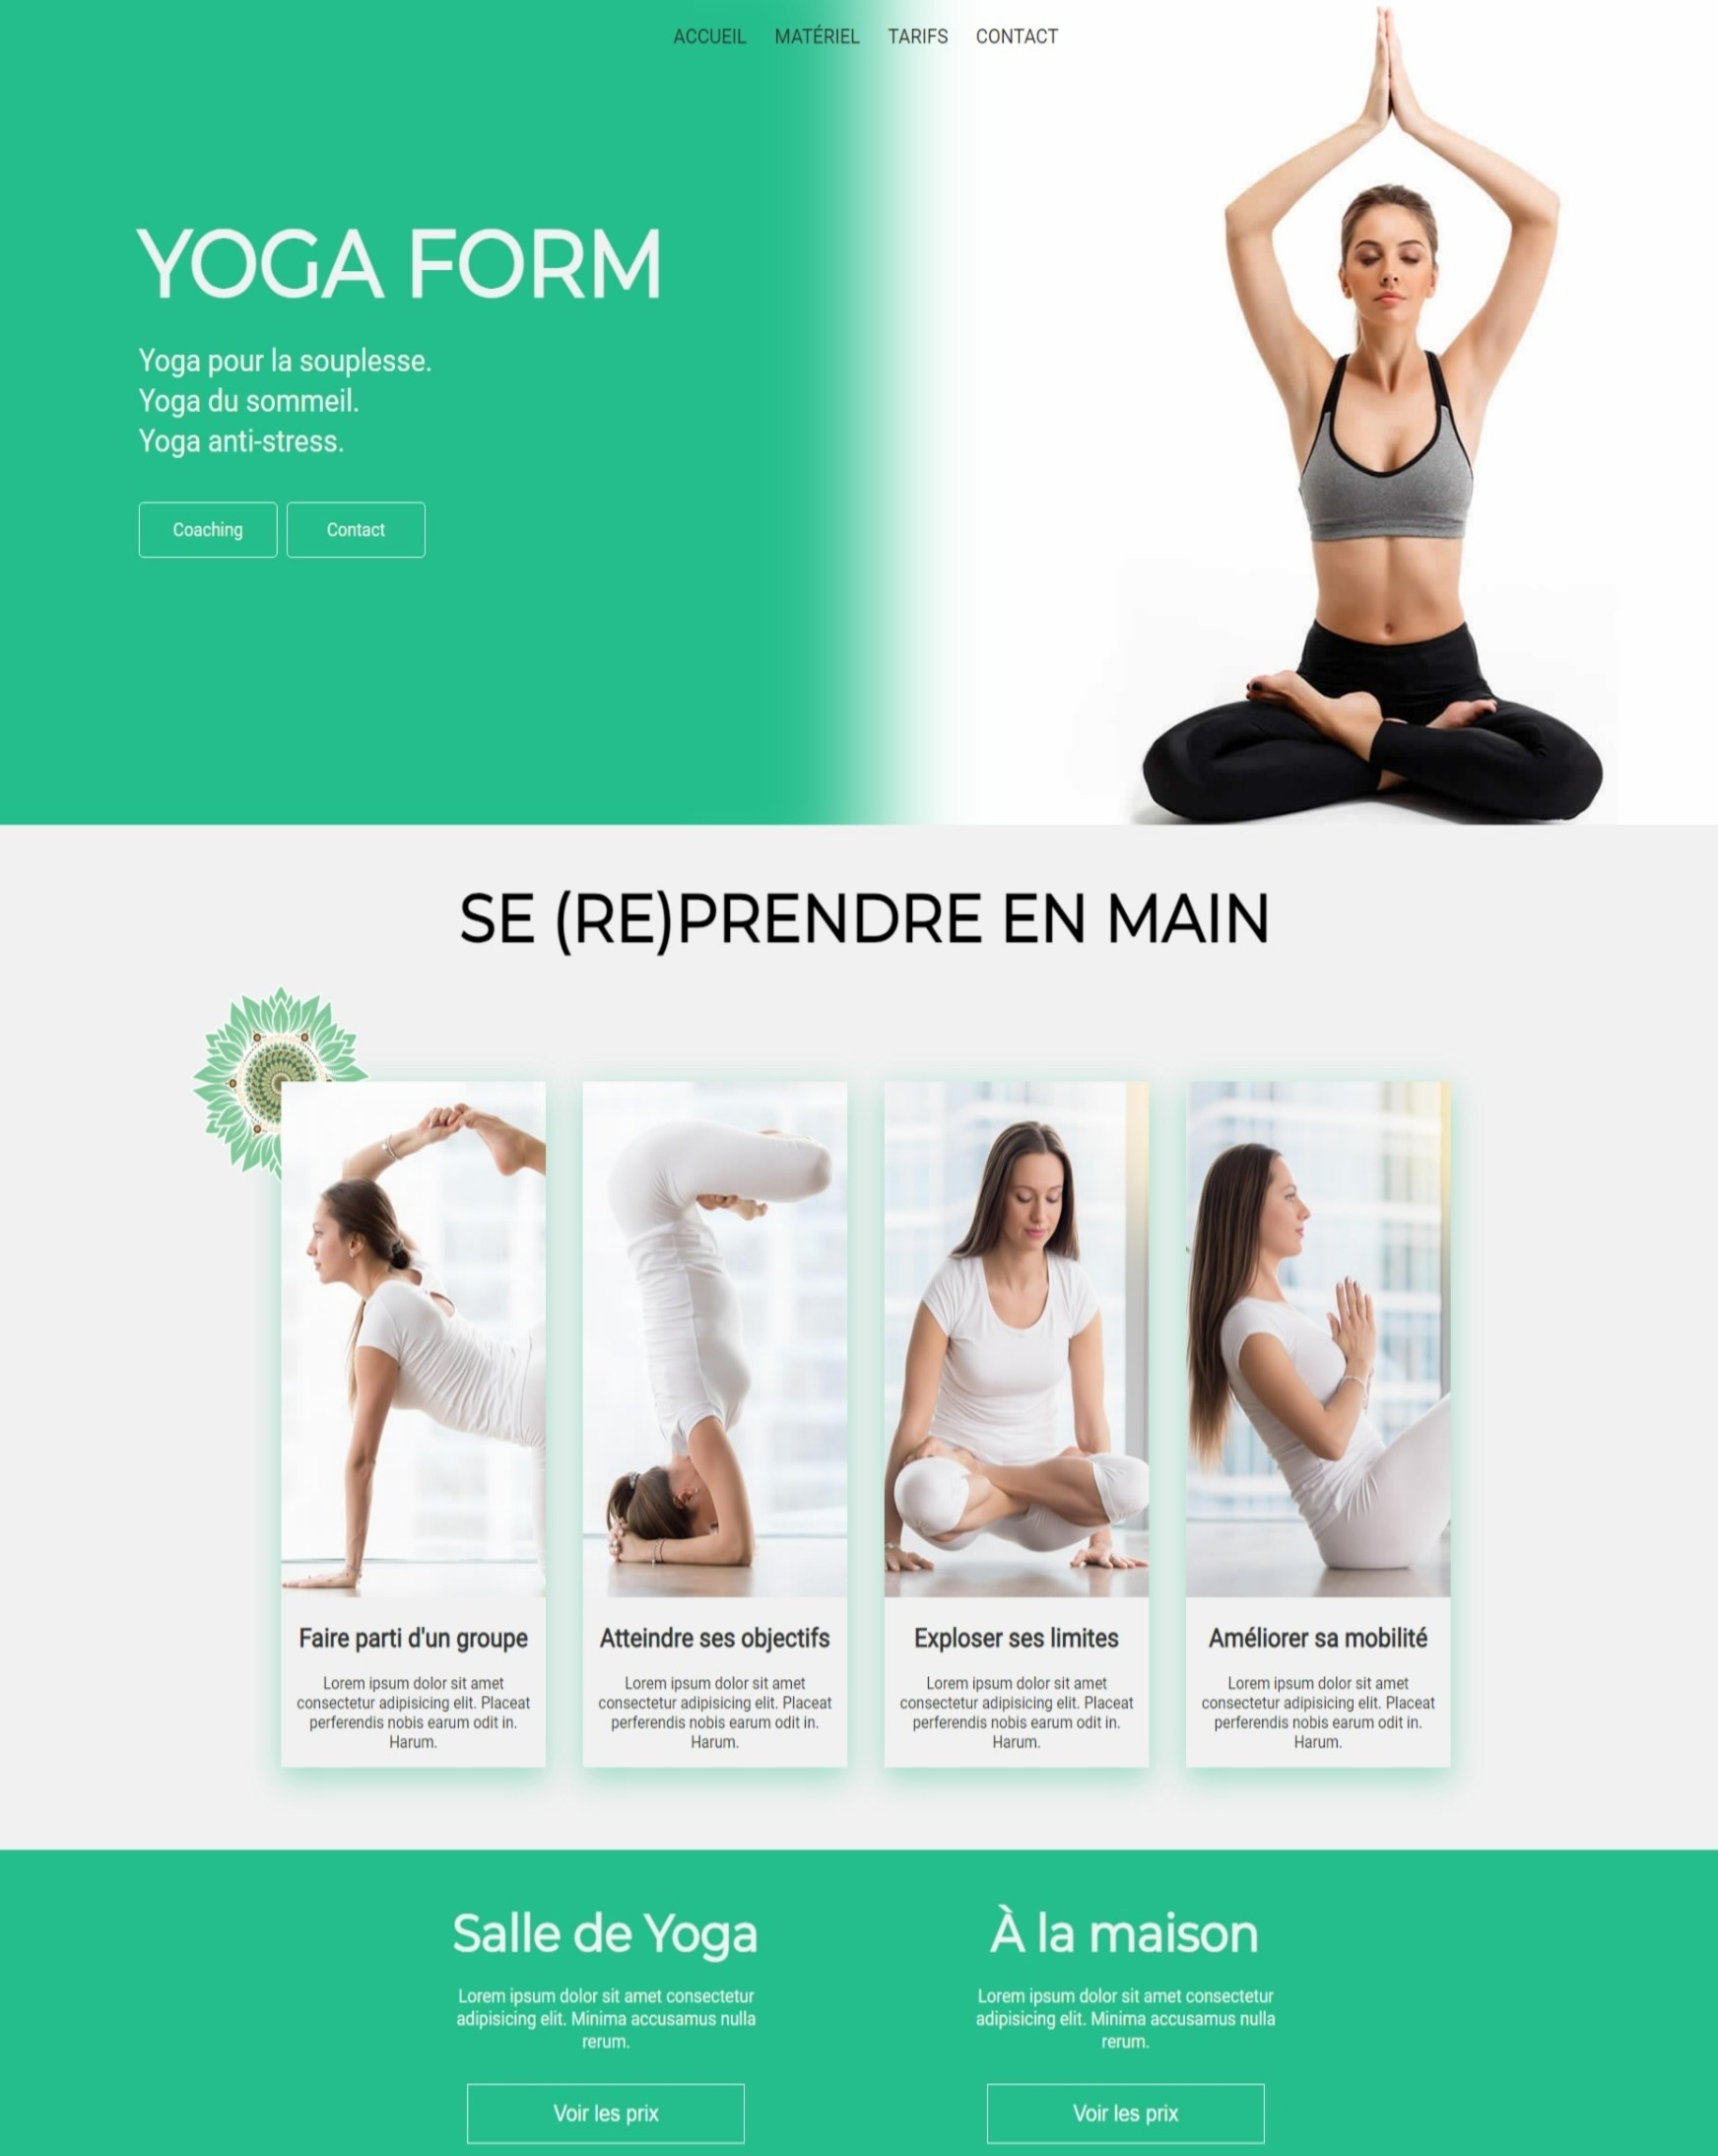 ACCUEIL MATÉRIEL TARIFS CONTACT
YOGA FORM
Yoga pour la souplesse.
Yoga du sommeil.
Yoga anti-stress.
Coaching Contact
SE (RE)PRENDRE EN MAIN
Faire parti d'un groupe
Lorem ipsum dolor sit amet
consectetur adipisicing elit. Placeat
perferendis nobis earum odit in.
Harum.
Atteindre ses objectifs
Lorem ipsum dolor sit amet
consectetur adipisicing elit. Placeat
perferendis nobis earum odit in.
Harum.
Exploser ses limites
Lorem ipsum dolor sit amet
consectetur adipisicing elit. Placeat
perferendis nobis earum odit in.
Harum.
Améliorer sa mobilité
Lorem ipsum dolor sit amet
consectetur adipisicing elit. Placeat
perferendis nobis earum odit in.
Harum.
Salle de Yoga
Lorem ipsum dolor sit amet consectetur
adipisicing elit. Minima accusamus nulla
rerum.
Voir les prix
À la maison
Lorem ipsum dolor sit amet consectetur
adipisicing elit. Minima accusamus nulla
rerum.
Voir les prix